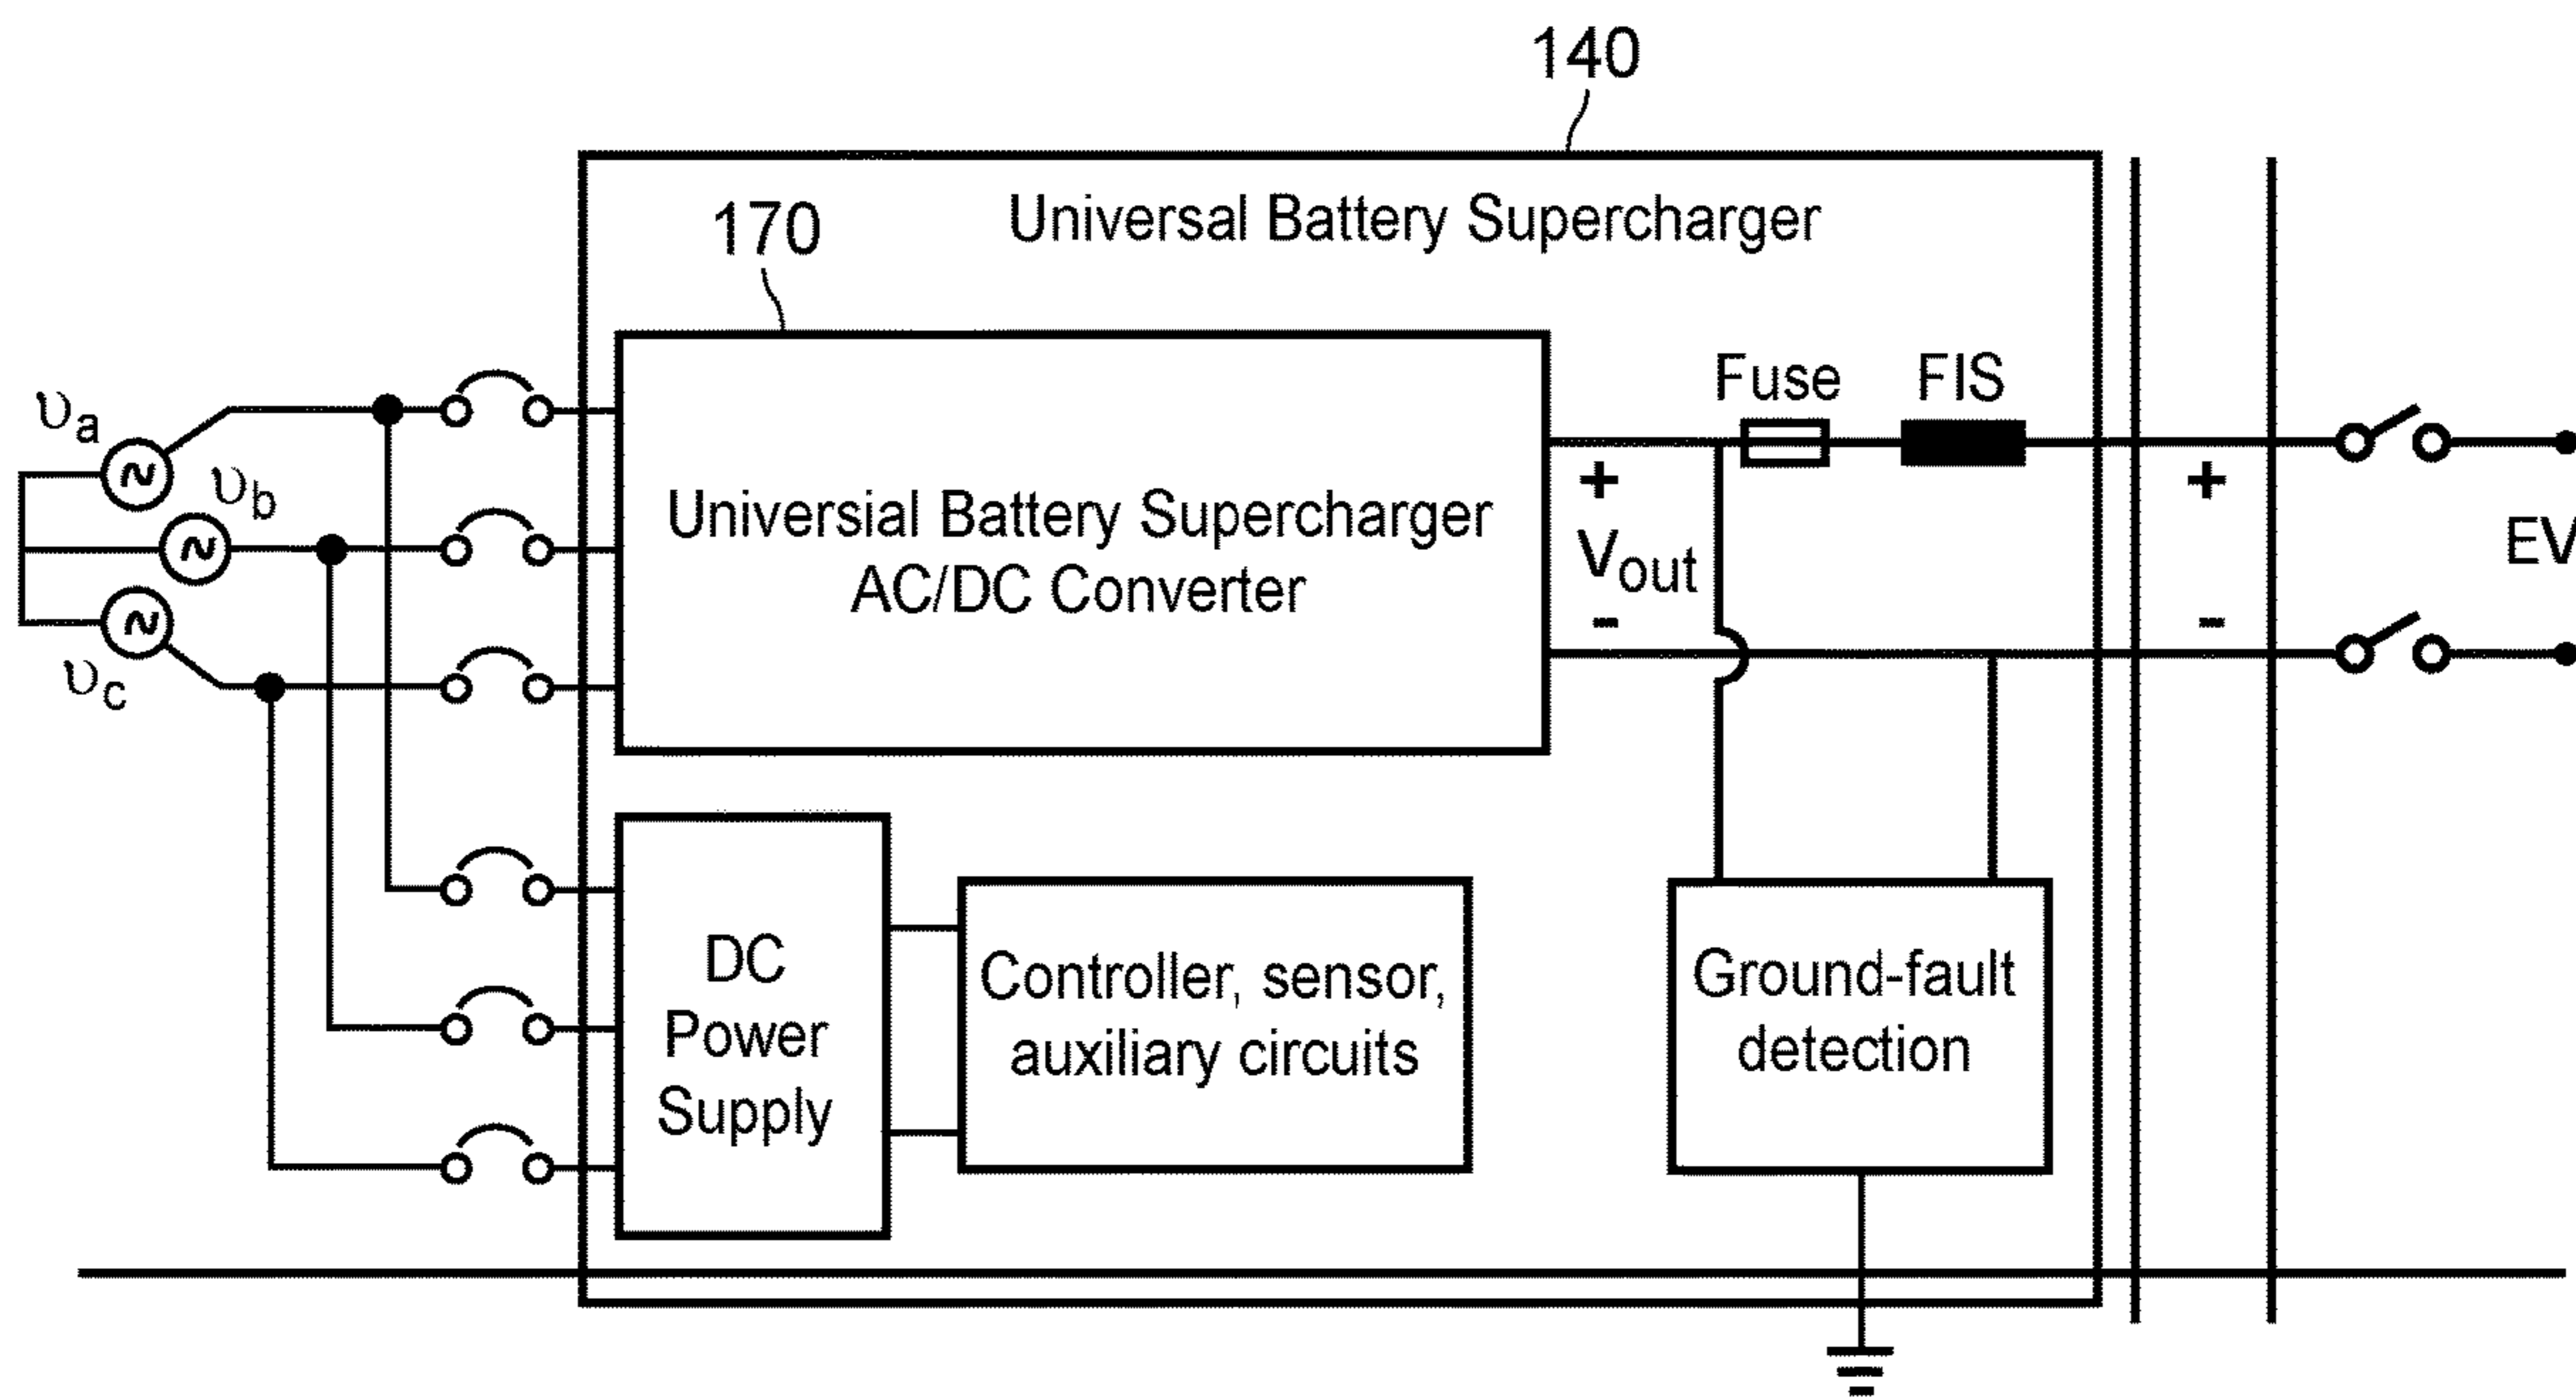 140
Universal Battery Supercharger
170
Fuse
FIS
υa
υb
υc
Universial Battery Supercharger
AC/DC Converter
+
Vout
-
+
EV
-
DC
Power
Supply
Controller, sensor,
auxiliary circuits
Ground-fault
detection